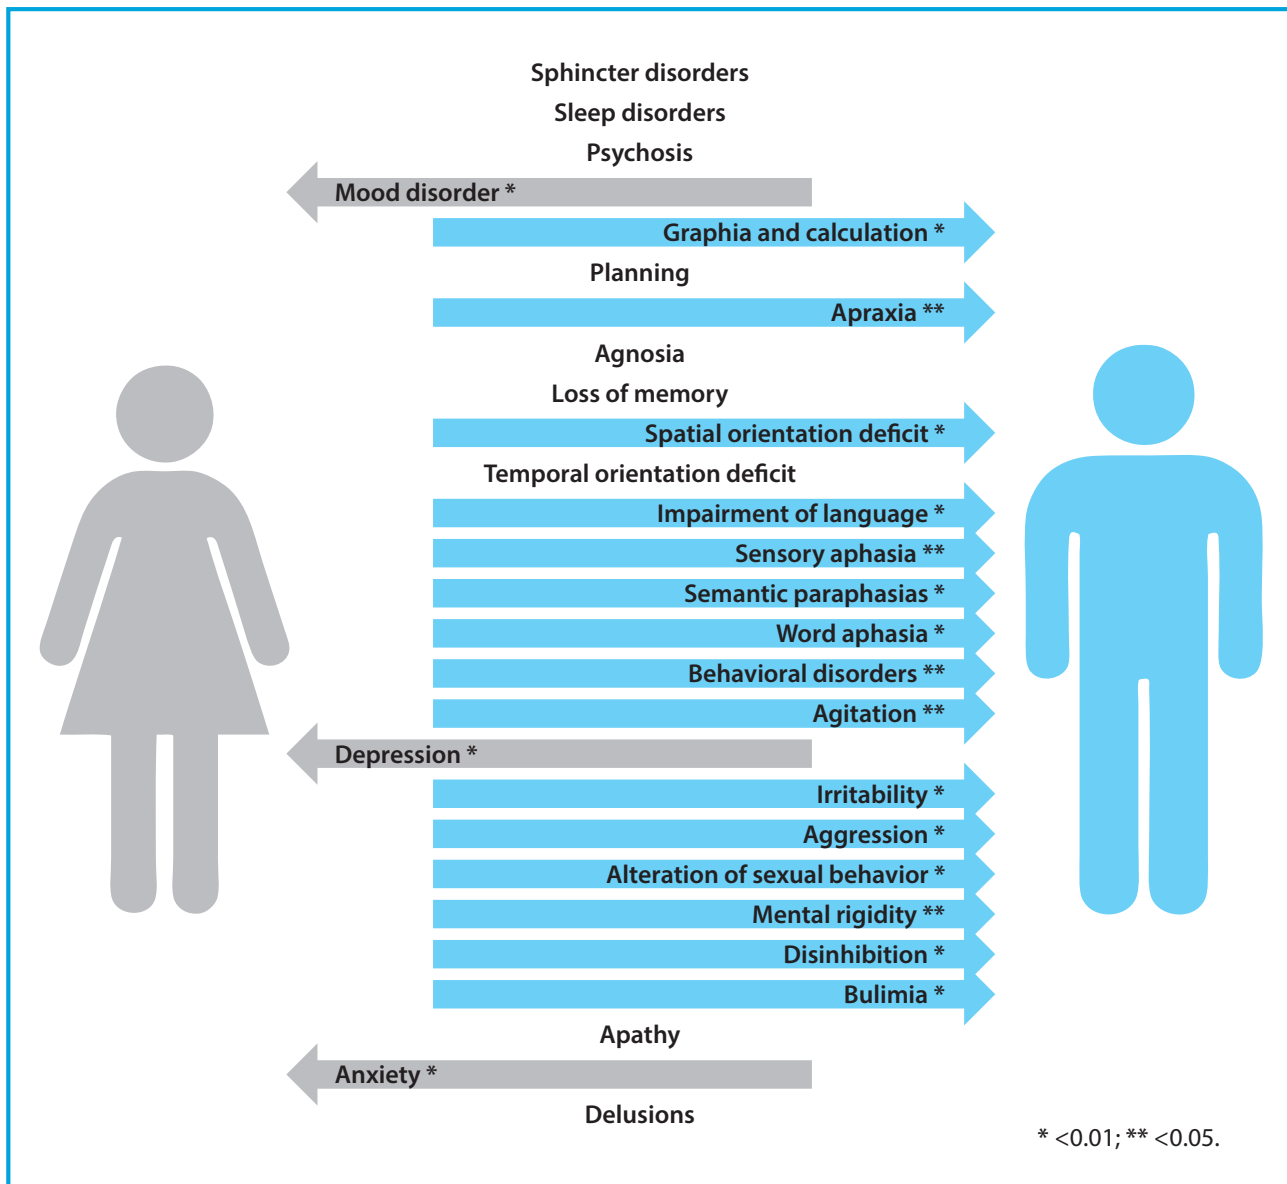 Sphincter disorders
Sleep disorders
Psychosis
Mood disorder *
Graphia and calculation *
Planning
Apraxia **
Agnosia
Loss of memory
Spatial orientation deficit *
Temporal orientation deficit
Impairment of language *
Sensory aphasia **
Semantic paraphasias *
Word aphasia *
Behavioral disorders **
Agitation **
Depression *
Irritability *
Aggression *
Alteration of sexual behavior *
Mental rigidity **
Disinhibition *
Bulimia *
Apathy
Anxiety *
Delusions
* <0.01; ** <0.05.